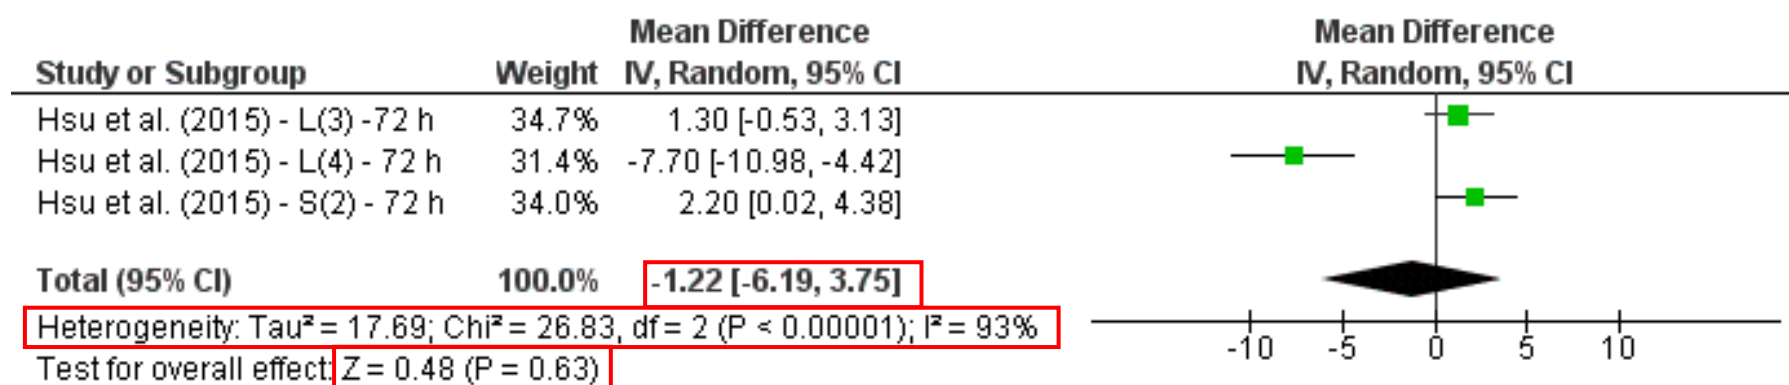 Mean Difference Mean Difference
Study or Subgroup Weight IV, Random, 95% CI IV, Random, 95% CI
Hsu et al. (2015) - L(3) -72 h 34.7% 1.30 [-0.53, 3.13]
Hsu et al. (2015) - L(4) - 72 h 31.4% -7.70 [-10.98, -4.42]
Hsu et al. (2015) - S(2) - 72 h 34.0% 2.20 [0.02, 4.38]
Total (95% CI) 100.0% -1.22 [-6.19, 3.75]
Heterogeneity: Tau² = 17.69; Chi² = 26.83, df = 2 (P < 0.00001); I² = 93%
Test for overall effect: Z = 0.48 (P = 0.63)
-10 -5 0 5 10